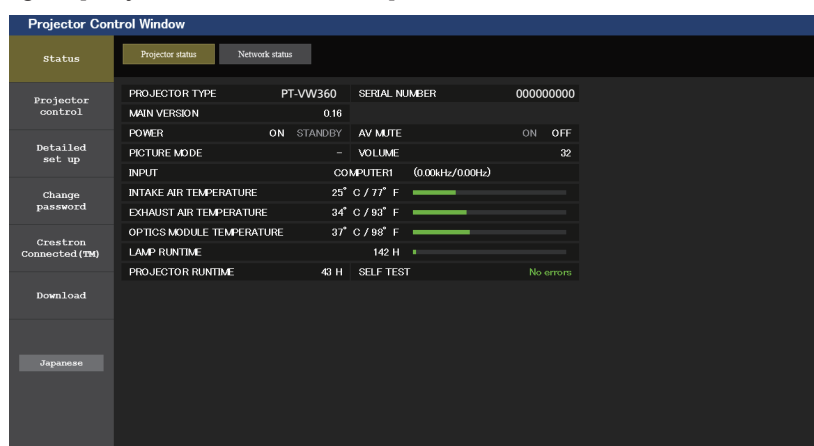 Projector Control Window
Status
Projector status
Network status
Projector
control
Detailed
set up
Change
password
Crestron
Connected(TM)
Download
Japanese
PROJECTOR TYPE PT-VW360 SERIAL NUMBER 000000000
MAIN VERSION 0.16
POWER ON STANDBY AV MUTE ON OFF
PICTURE MODE – VOLUME 32
INPUT COMPUTER1 (0.00kHz/0.00Hz)
INTAKE AIR TEMPERATURE 25° C / 77° F
EXHAUST AIR TEMPERATURE 34° C / 93° F
OPTICS MODULE TEMPERATURE 37° C / 98° F
LAMP RUNTIME 142 H
PROJECTOR RUNTIME 43 H SELF TEST No errors